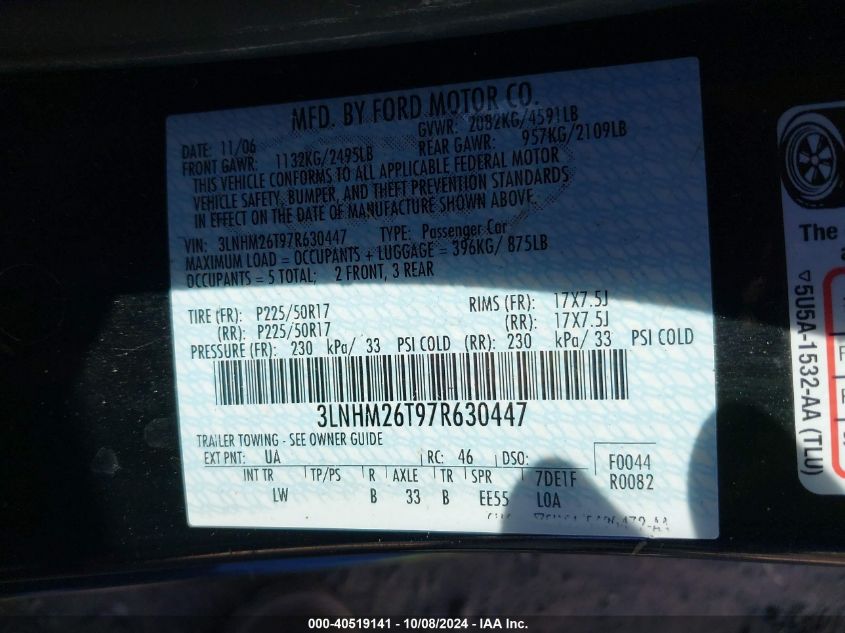 MFD. BY FORD MOTOR CO.
DATE: 11/06 GVWR: 2082KG/4591LB
FRONT GAWR: 1132KG/2495LB REAR GAWR: 957KG/2109LB
THIS VEHICLE CONFORMS TO ALL APPLICABLE FEDERAL MOTOR
VEHICLE SAFETY, BUMPER, AND THEFT PREVENTION STANDARDS
IN EFFECT ON THE DATE OF MANUFACTURE SHOWN ABOVE.
VIN: 3LNHM26T97R630447 TYPE: Passenger Car
MAXIMUM LOAD = OCCUPANTS + LUGGAGE = 396KG/ 875LB
OCCUPANTS = 5 TOTAL; 2 FRONT, 3 REAR
TIRE (FR): P225/50R17 RIMS (FR): 17X7.5J
(RR): P225/50R17 (RR): 17X7.5J
PRESSURE (FR): 230 kPa/ 33 PSI COLD (RR): 230 kPa/ 33 PSI COLD
3LNHM26T97R630447
TRAILER TOWING - SEE OWNER GUIDE
EXT PNT: UA RC: 46 DSO: F0044
INT TR TP/PS R AXLE TR SPR 7DE1F R0082
LW B 33 B EE55 LOA
The
▽5U5A-1532-AA (TLU)
000-40519141 - 10/08/2024 - IAA Inc.